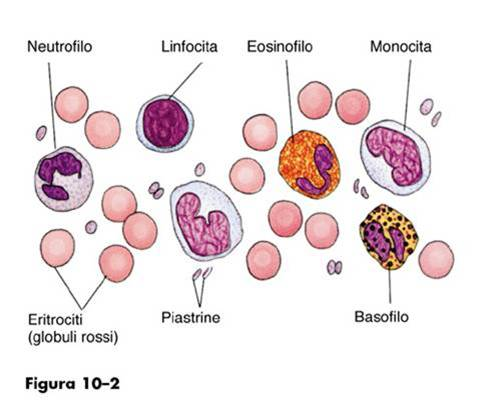 Neutrofilo
Linfocita
Eosinofilo
Monocita
Eritrociti
(globuli rossi)
Piastrine
Basofilo
Figura 10–2